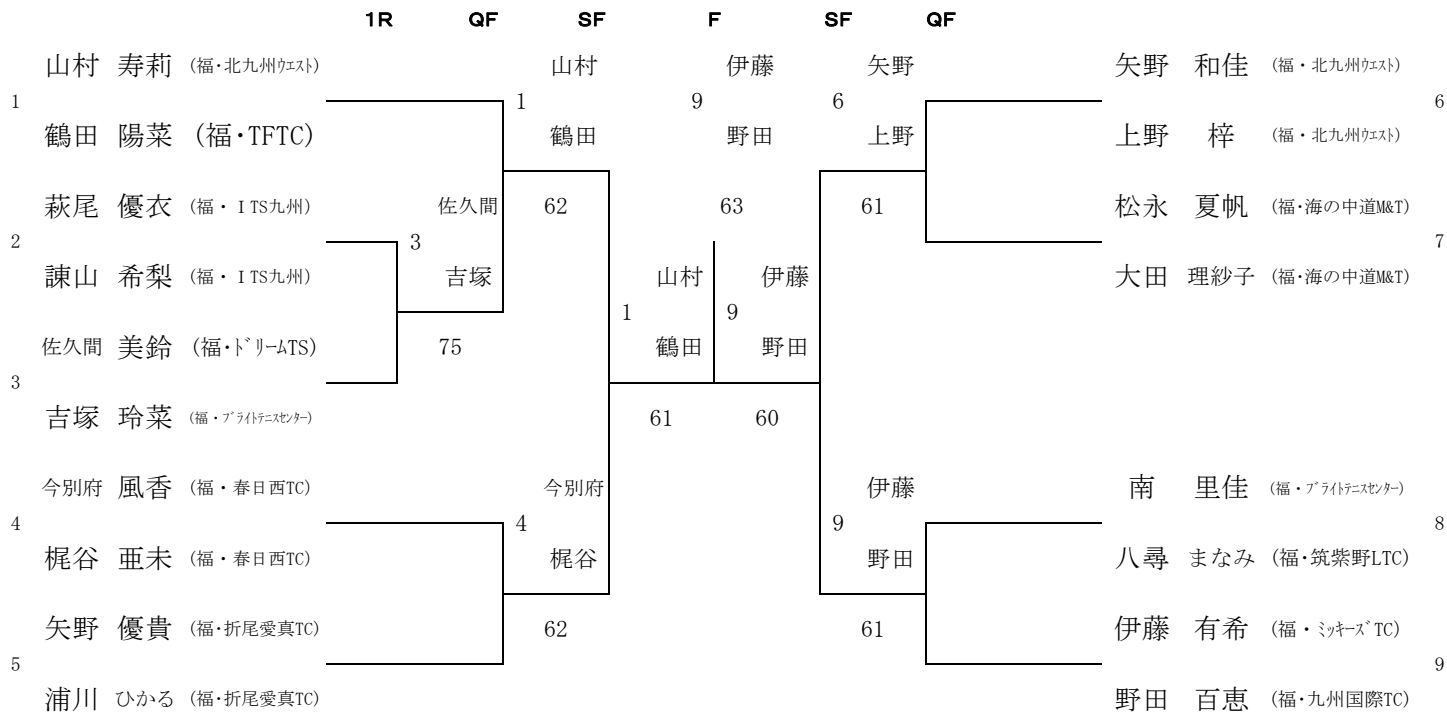 1R QF SF F SF QF
山村 寿莉 (福・北九州ｳｴｽﾄ) 山村 伊藤 矢野 矢野 和佳 (福・北九州ｳｴｽﾄ)
1 1 9 6 6
鶴田 陽菜 (福・TFTC) 鶴田 野田 上野 上野 梓 (福・北九州ｳｴｽﾄ)
萩尾 優衣 (福・ＩTS九州) 佐久間 62 63 61 松永 夏帆 (福・海の中道M&T)
2 3 7
諌山 希梨 (福・ＩTS九州) 吉塚 山村 伊藤 大田 理紗子 (福・海の中道M&T)
1 9
佐久間 美鈴 (福・ﾄﾞﾘｰﾑTS) 75 鶴田 野田
3
吉塚 玲菜 (福・ﾌﾞﾗｲﾄﾃﾆｽｾﾝﾀｰ) 61 60
今別府 風香 (福・春日西TC) 今別府 伊藤 南 里佳 (福・ﾌﾞﾗｲﾄﾃﾆｽｾﾝﾀｰ)
4 4 9 8
梶谷 亜未 (福・春日西TC) 梶谷 野田 八尋 まなみ (福・筑紫野LTC)
矢野 優貴 (福・折尾愛真TC) 62 61 伊藤 有希 (福・ﾐｯｷｰｽﾞTC)
5 9
浦川 ひかる (福・折尾愛真TC) 野田 百恵 (福・九州国際TC)